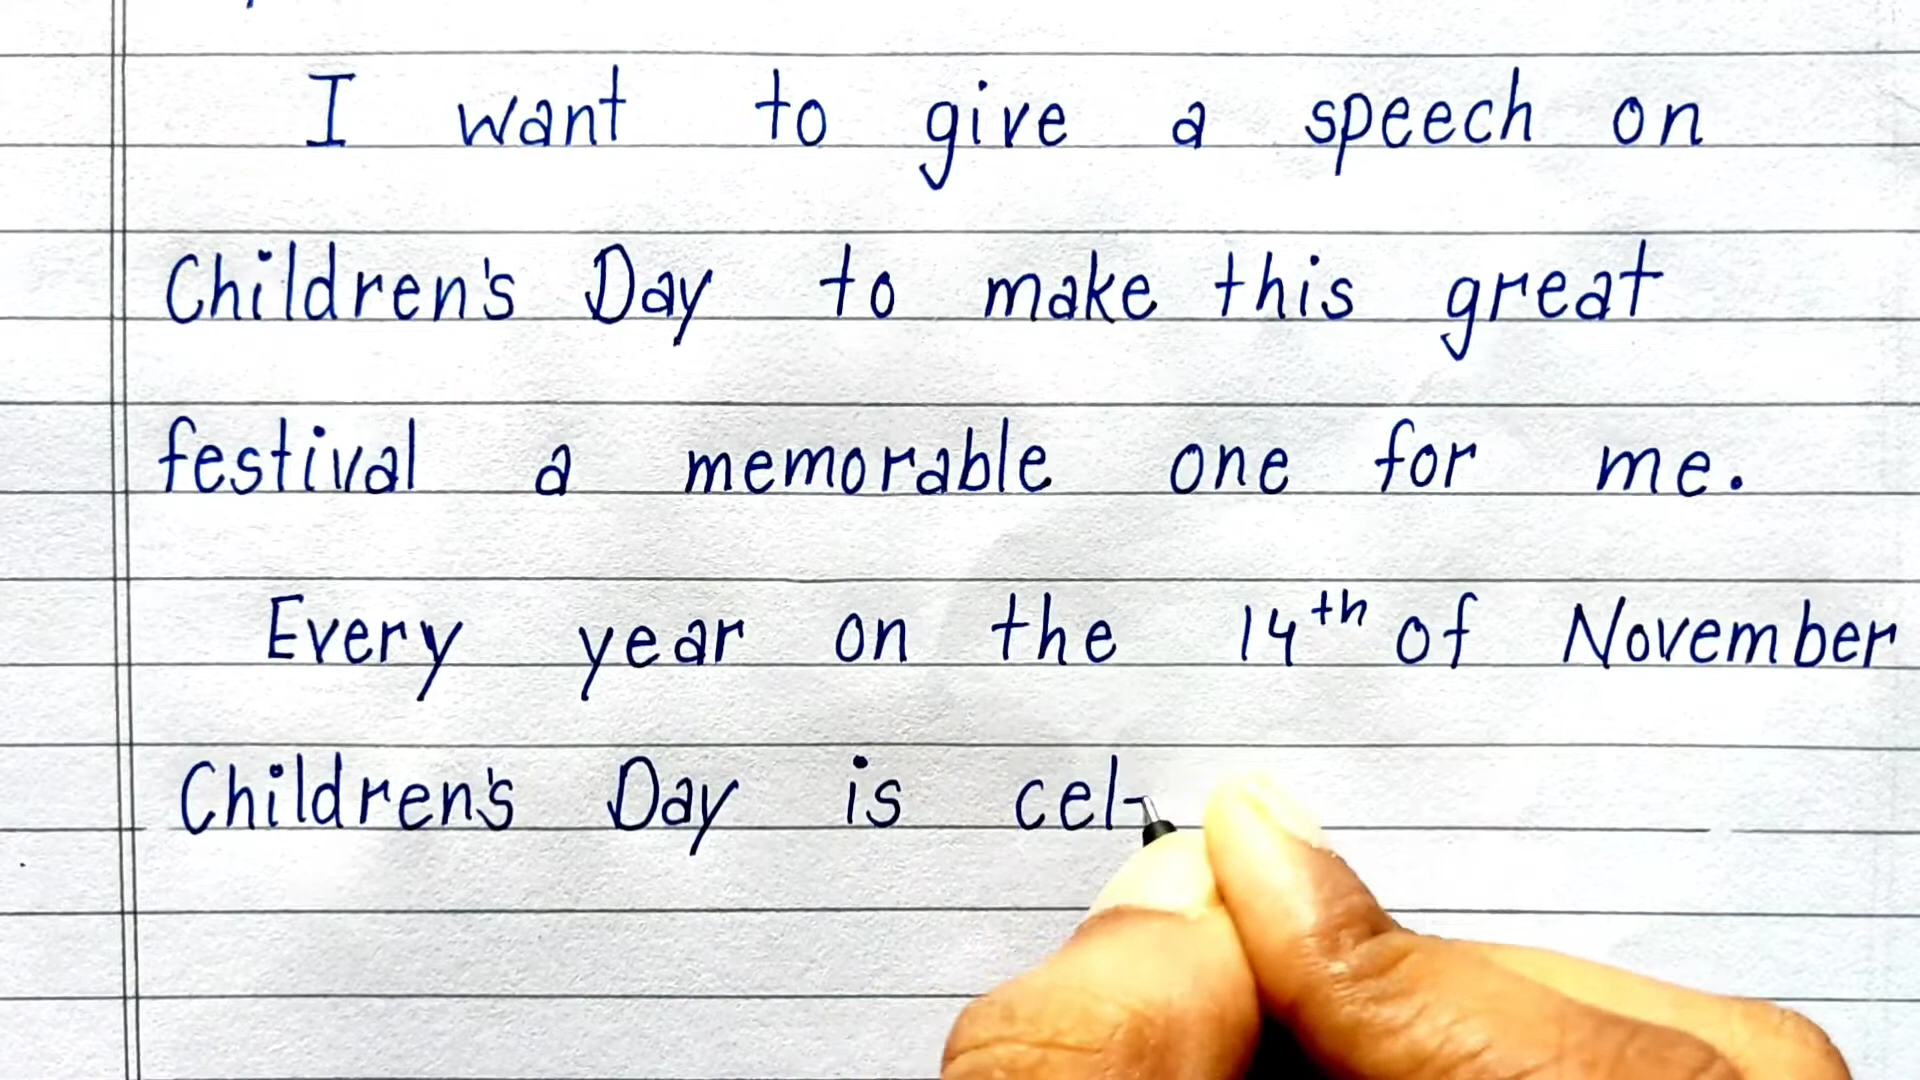 I want to give a speech on
Children's Day to make this great
festival a memorable one for me.
Every year on the 14th of November
Children's Day is cel